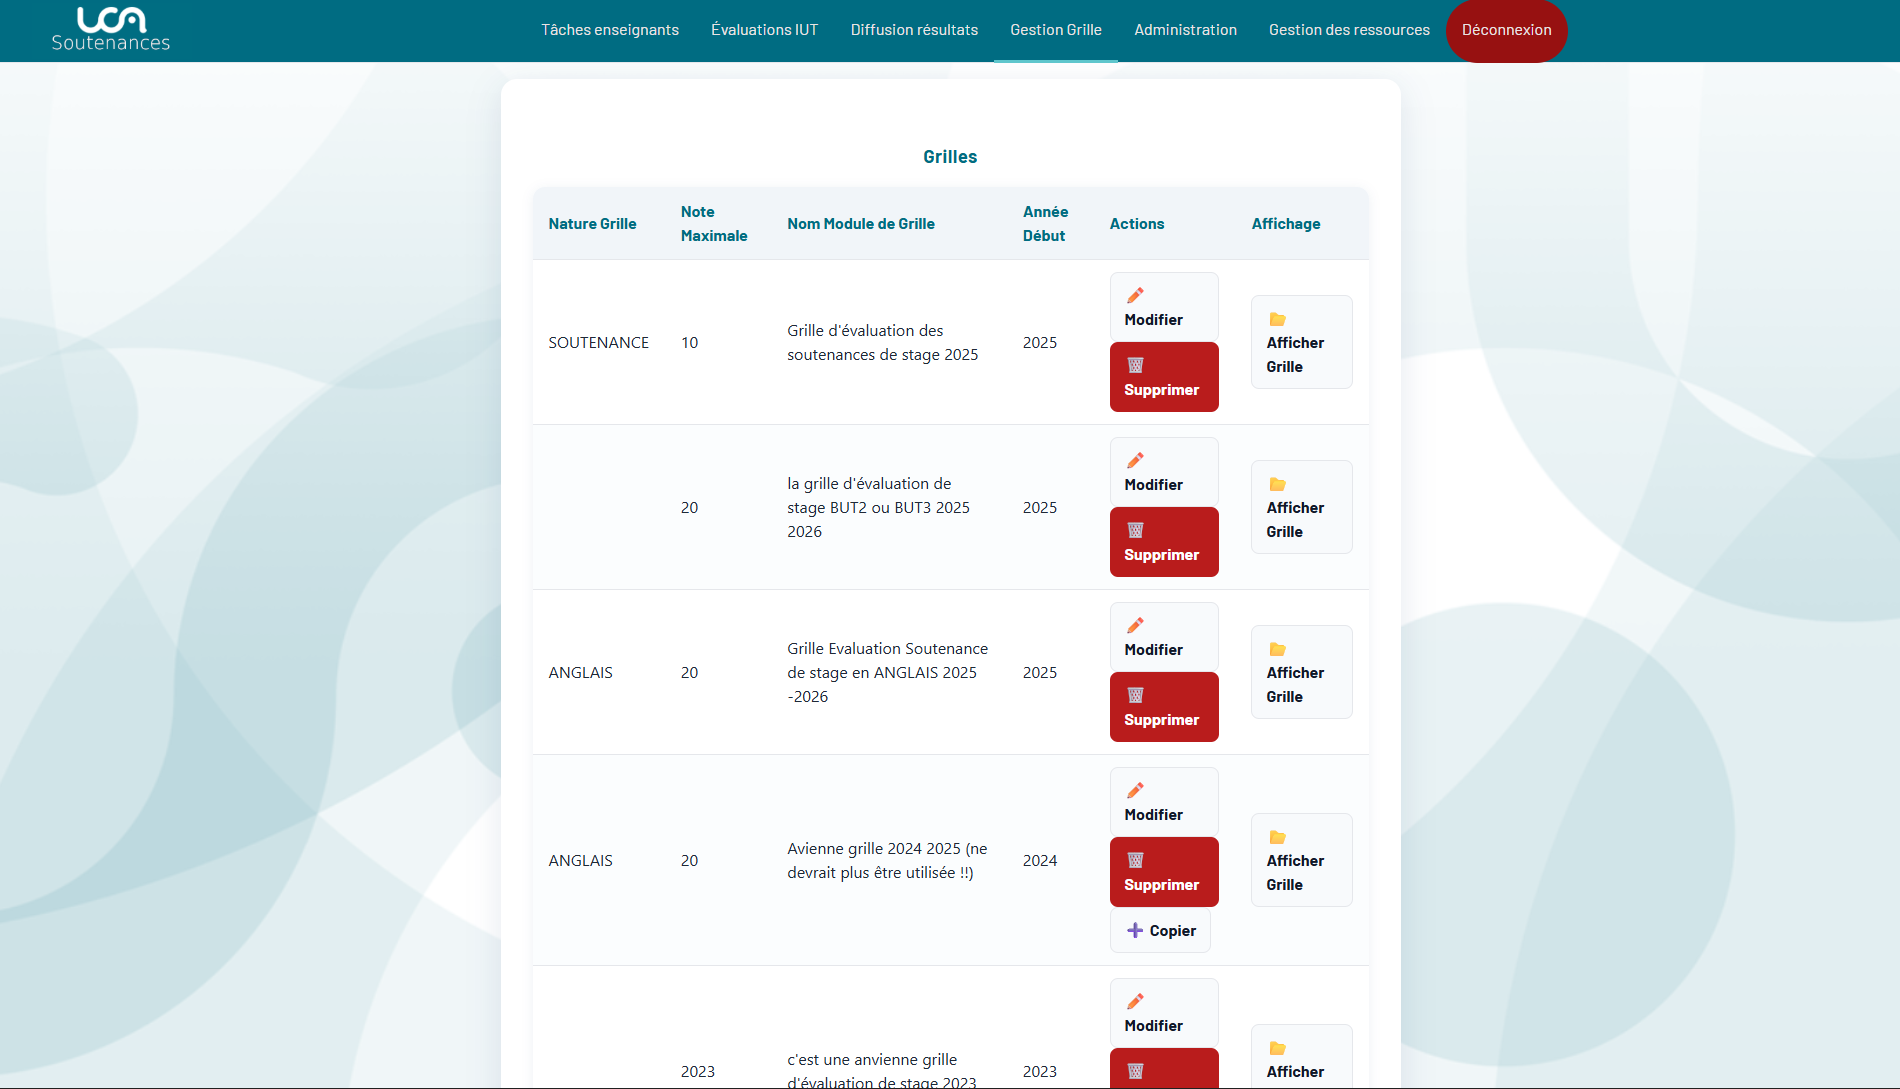 UCA
Soutenances
Tâches enseignants
Évaluations IUT
Diffusion résultats
Gestion Grille
Administration
Gestion des ressources
Déconnexion
Grilles
Nature Grille
Note
Maximale
Nom Module de Grille
Année
Début
Actions
Affichage
SOUTENANCE
10
Grille d'évaluation des
soutenances de stage 2025
2025
Modifier
Supprimer
Afficher
Grille
20
la grille d'évaluation de
stage BUT2 ou BUT3 2025
2026
2025
Modifier
Supprimer
Afficher
Grille
ANGLAIS
20
Grille Evaluation Soutenance
de stage en ANGLAIS 2025
-2026
2025
Modifier
Supprimer
Afficher
Grille
ANGLAIS
20
Avienne grille 2024 2025 (ne
devrait plus être utilisée !!)
2024
Modifier
Supprimer
Copier
Afficher
Grille
2023
c'est une anvienne grille
d'évaluation de stage 2023
2023
Modifier
Afficher